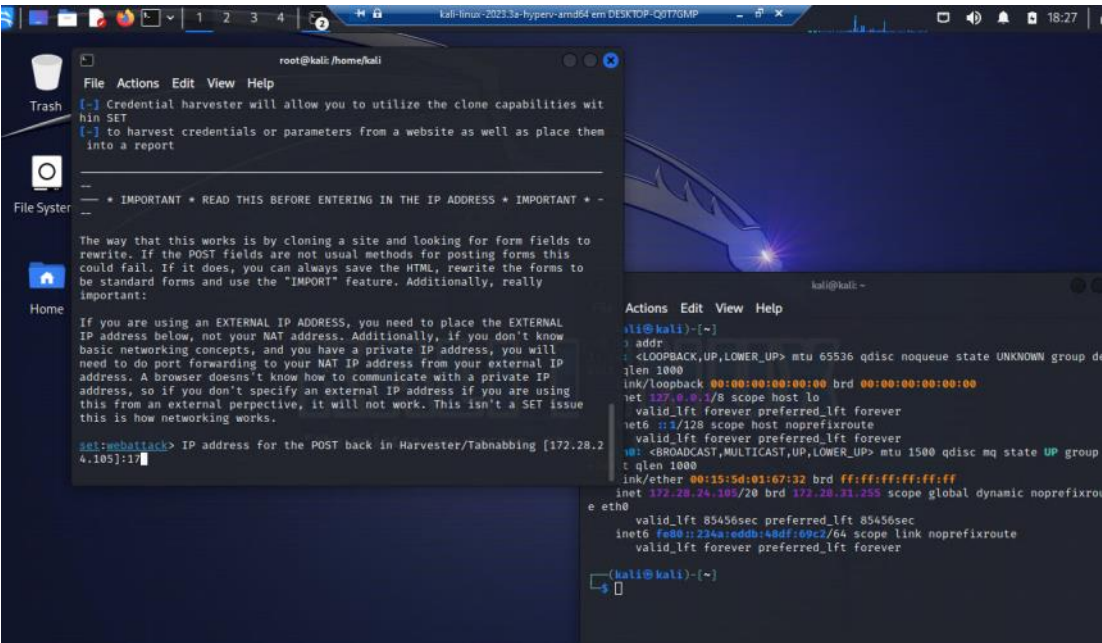 1 2 3 4
2
kali-linux-2023.3a-hyperv-amd64 em DESKTOP-Q0T7GMP
18:27
Trash
File System
Home
root@kali: /home/kali
File Actions Edit View Help
[-] Credential harvester will allow you to utilize the clone capabilities wit
hin SET
[-] to harvest credentials or parameters from a website as well as place them
into a report
--
--- * IMPORTANT * READ THIS BEFORE ENTERING IN THE IP ADDRESS * IMPORTANT * -
--
The way that this works is by cloning a site and looking for form fields to
rewrite. If the POST fields are not usual methods for posting forms this
could fail. If it does, you can always save the HTML, rewrite the forms to
be standard forms and use the "IMPORT" feature. Additionally, really
important:
If you are using an EXTERNAL IP ADDRESS, you need to place the EXTERNAL
IP address below, not your NAT address. Additionally, if you don't know
basic networking concepts, and you have a private IP address, you will
need to do port forwarding to your NAT IP address from your external IP
address. A browser doesns't know how to communicate with a private IP
address, so if you don't specify an external IP address if you are using
this from an external perpective, it will not work. This isn't a SET issue
this is how networking works.
set:webattack> IP address for the POST back in Harvester/Tabnabbing [172.28.2
4.105]:17
kali@kali: ~
Actions Edit View Help
ali㉿kali)-[~]
addr
: <LOOPBACK,UP,LOWER_UP> mtu 65536 qdisc noqueue state UNKNOWN group de
qlen 1000
ink/loopback 00:00:00:00:00:00 brd 00:00:00:00:00:00
net 127.0.0.1/8 scope host lo
valid_lft forever preferred_lft forever
net6 ::1/128 scope host noprefixroute
valid_lft forever preferred_lft forever
h0: <BROADCAST,MULTICAST,UP,LOWER_UP> mtu 1500 qdisc mq state UP group
t qlen 1000
ink/ether 00:15:5d:01:67:32 brd ff:ff:ff:ff:ff:ff
inet 172.28.24.105/20 brd 172.28.31.255 scope global dynamic noprefixrou
e eth0
valid_lft 85456sec preferred_lft 85456sec
inet6 fe80::234a:eddb:48df:69c2/64 scope link noprefixroute
valid_lft forever preferred_lft forever
(kali㉿kali)-[~]
$